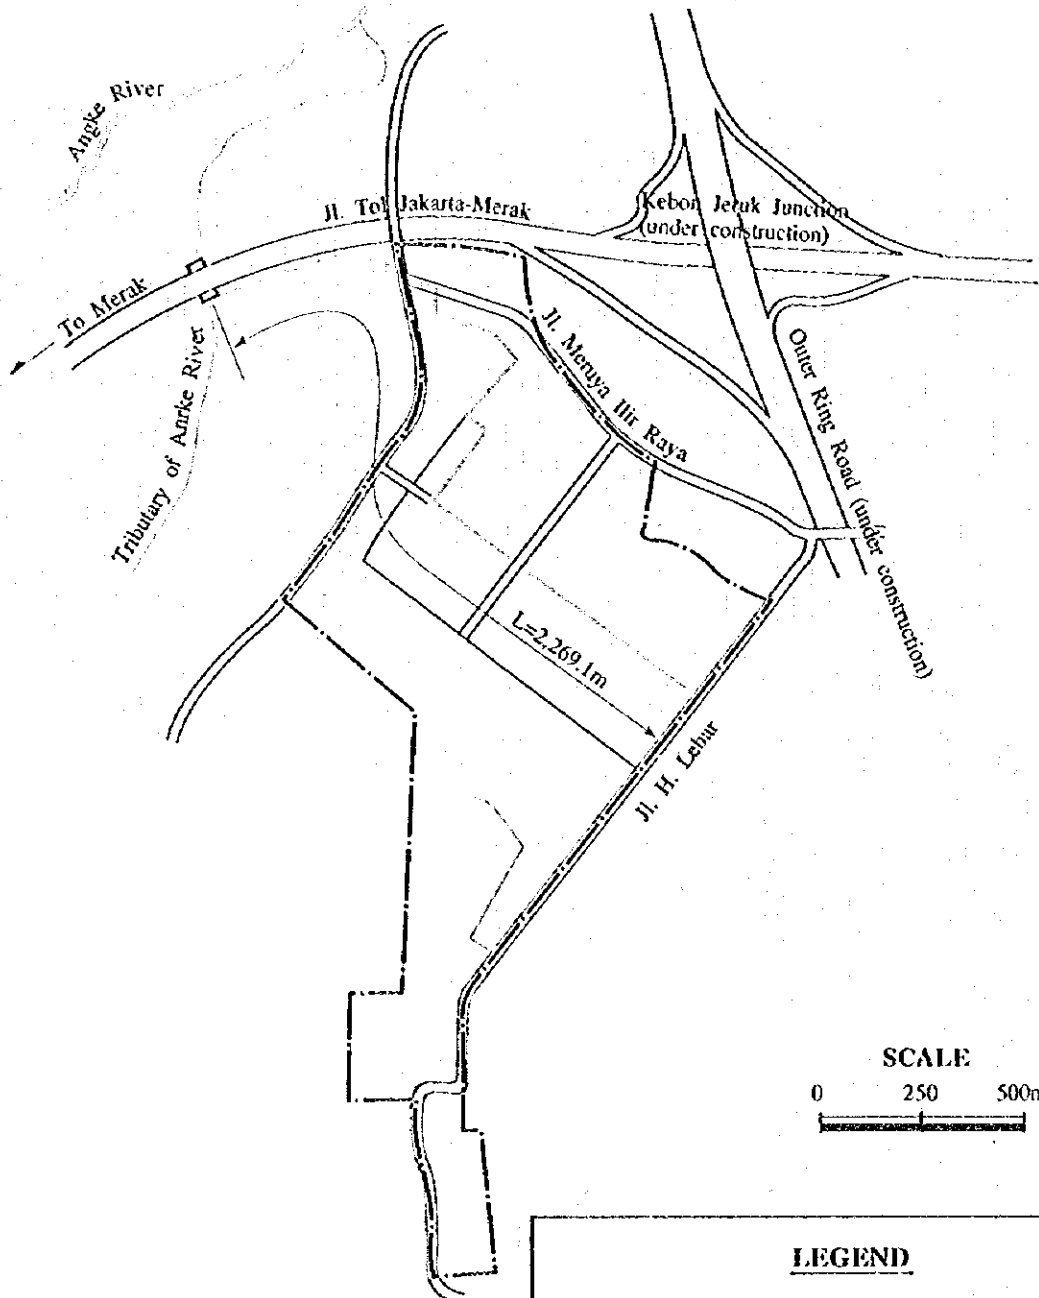 Angke River
Jl. Tol Jakarta-Merak
Kebon Jeruk Junction
(under construction)
To Merak
Tributary of Anrke River
Jl. Meruya Ilir Raya
Outer Ring Road (under construction)
L=2,269.1m
Jl. H. Lebar
SCALE
0 250 500m
LEGEND